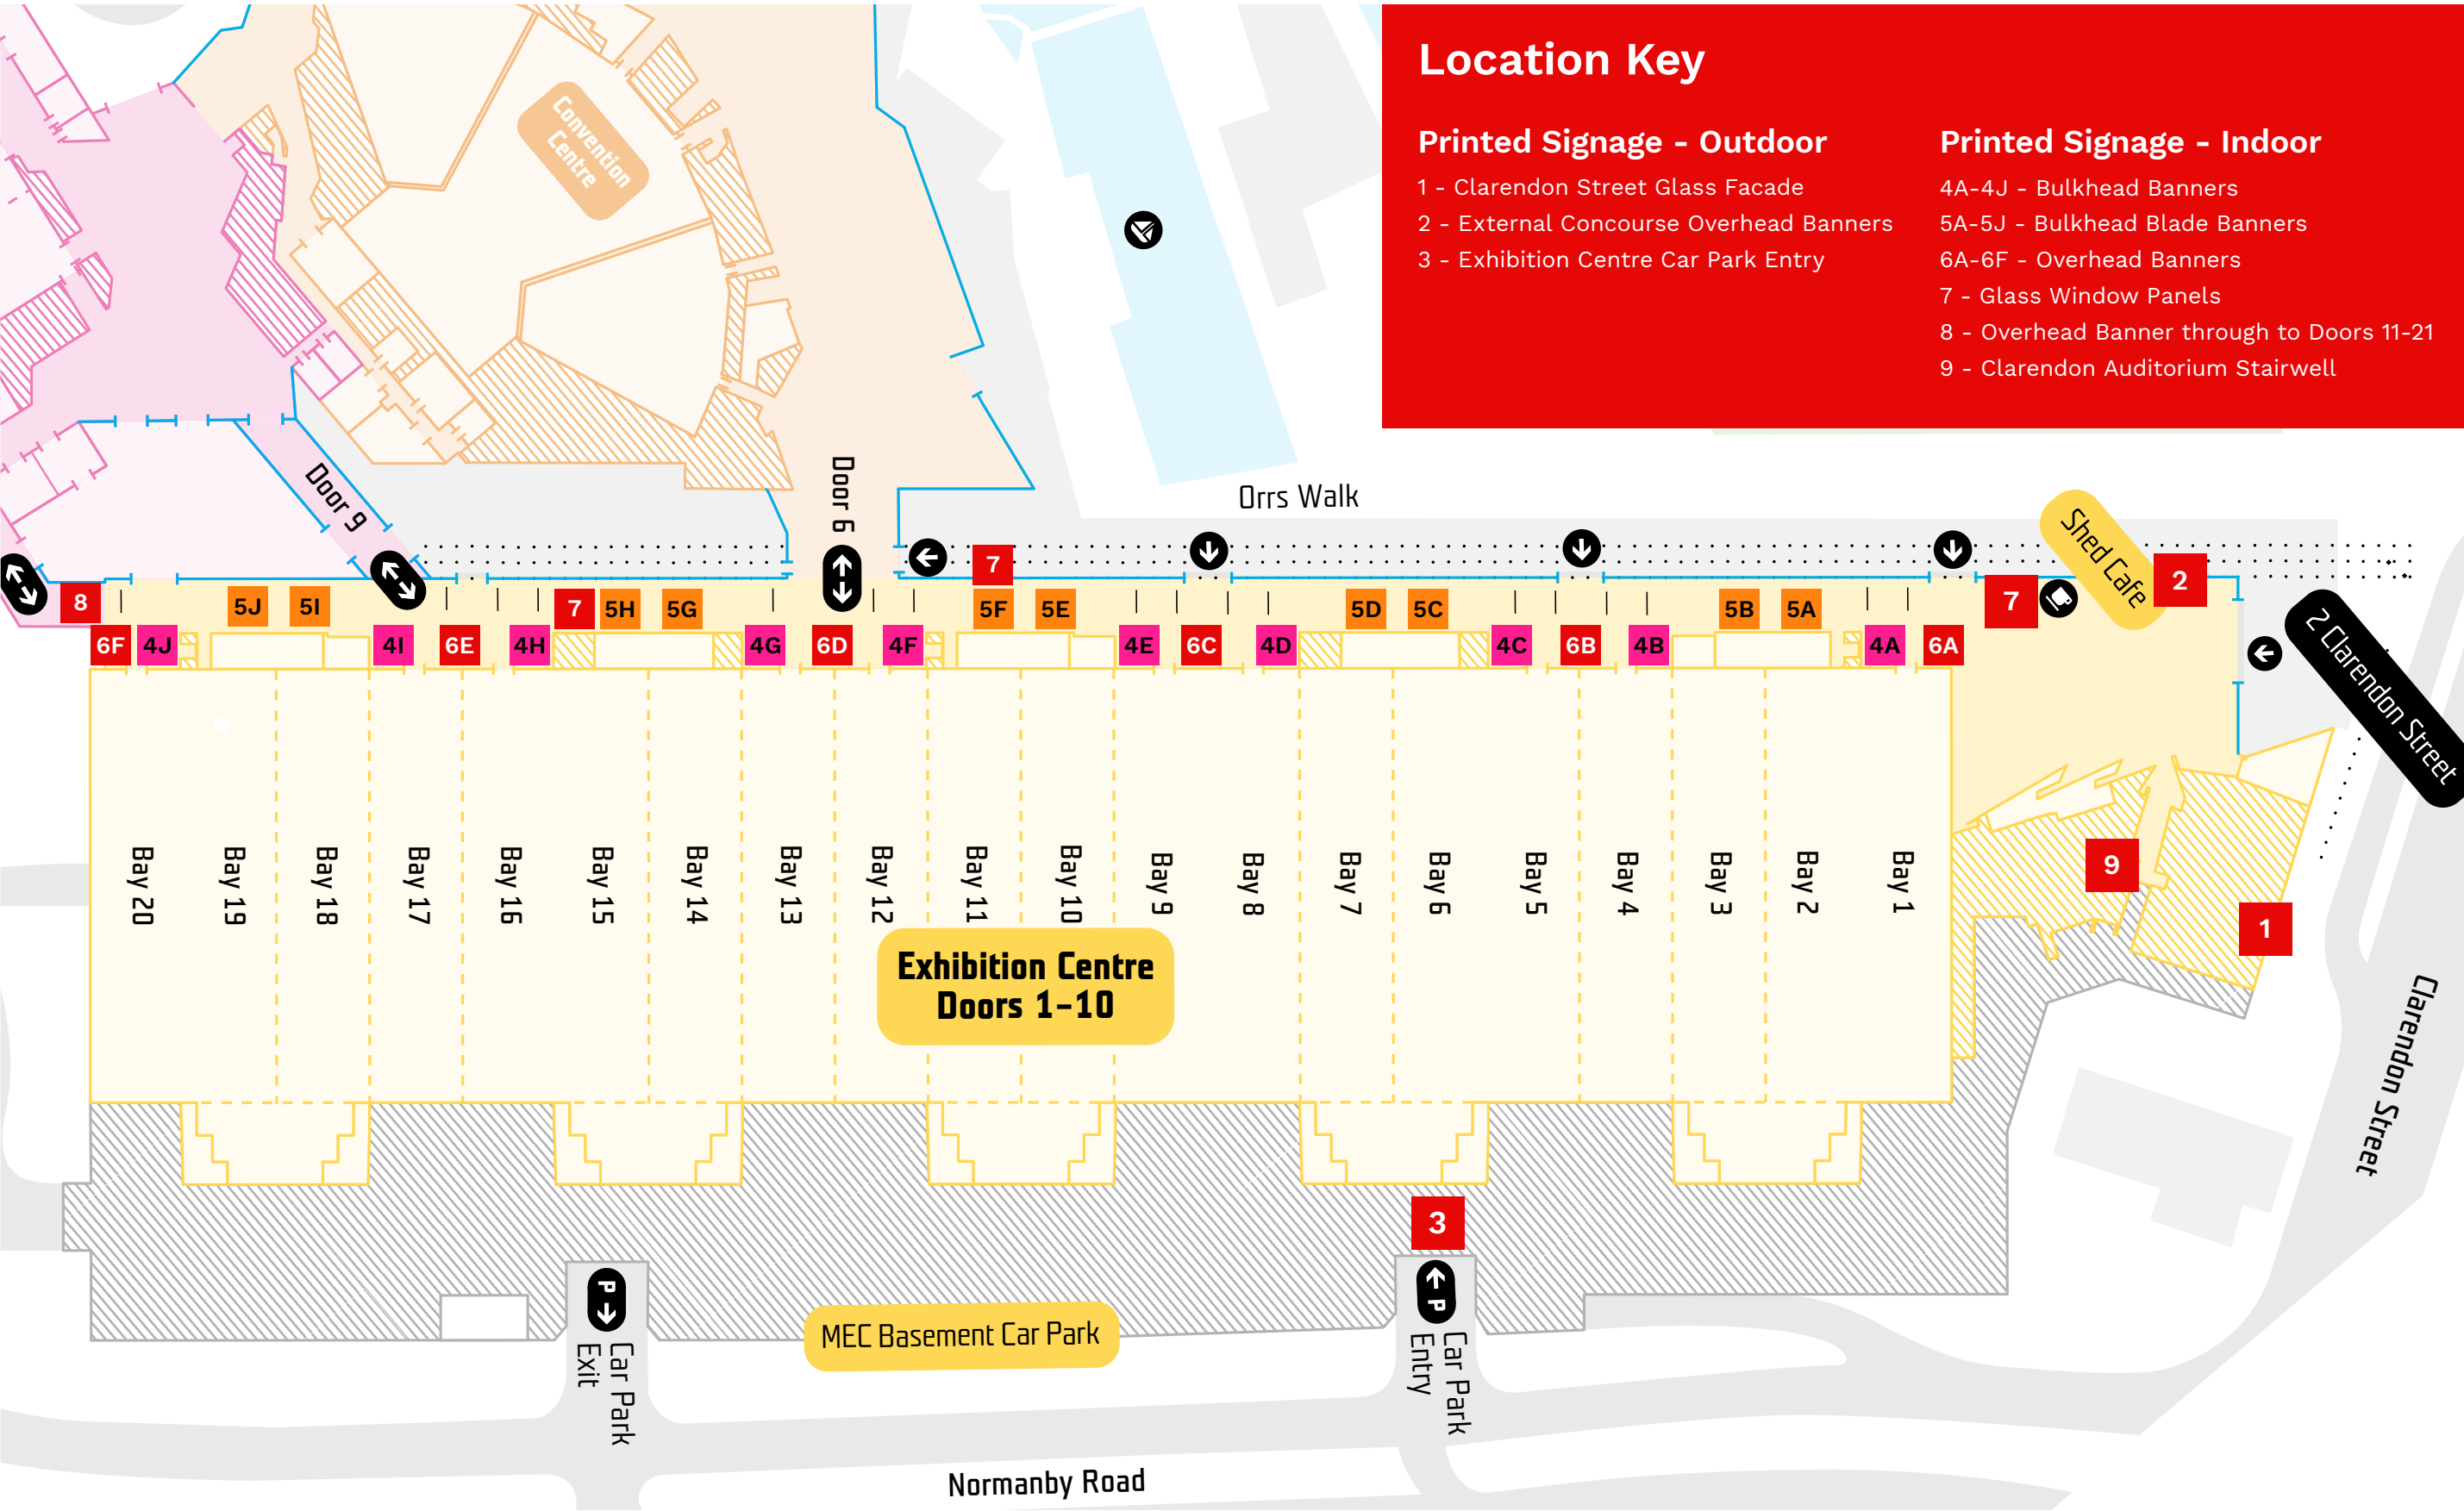 Location Key
Printed Signage - Outdoor
1 - Clarendon Street Glass Facade
2 - External Concourse Overhead Banners
3 - Exhibition Centre Car Park Entry
Printed Signage - Indoor
4A-4J - Bulkhead Banners
5A-5J - Bulkhead Blade Banners
6A-6F - Overhead Banners
7 - Glass Window Panels
8 - Overhead Banner through to Doors 11-21
9 - Clarendon Auditorium Stairwell
Convention
Centre
Door 9
Door 6
Orrs Walk
Shed Cafe
2 Clarendon Street
7
2
8
5J
5I
7
5H
5G
5F
5E
5D
5C
5B
5A
7
6F
4J
4I
6E
4H
4G
6D
4F
4E
6C
4D
4C
6B
4B
4A
6A
Bay 20
Bay 19
Bay 18
Bay 17
Bay 16
Bay 15
Bay 14
Bay 13
Bay 12
Bay 11
Bay 10
Bay 9
Bay 8
Bay 7
Bay 6
Bay 5
Bay 4
Bay 3
Bay 2
Bay 1
9
1
Exhibition Centre
Doors 1-10
Clarendon Street
3
P
P
MEC Basement Car Park
Car Park
Exit
Car Park
Entry
Normanby Road